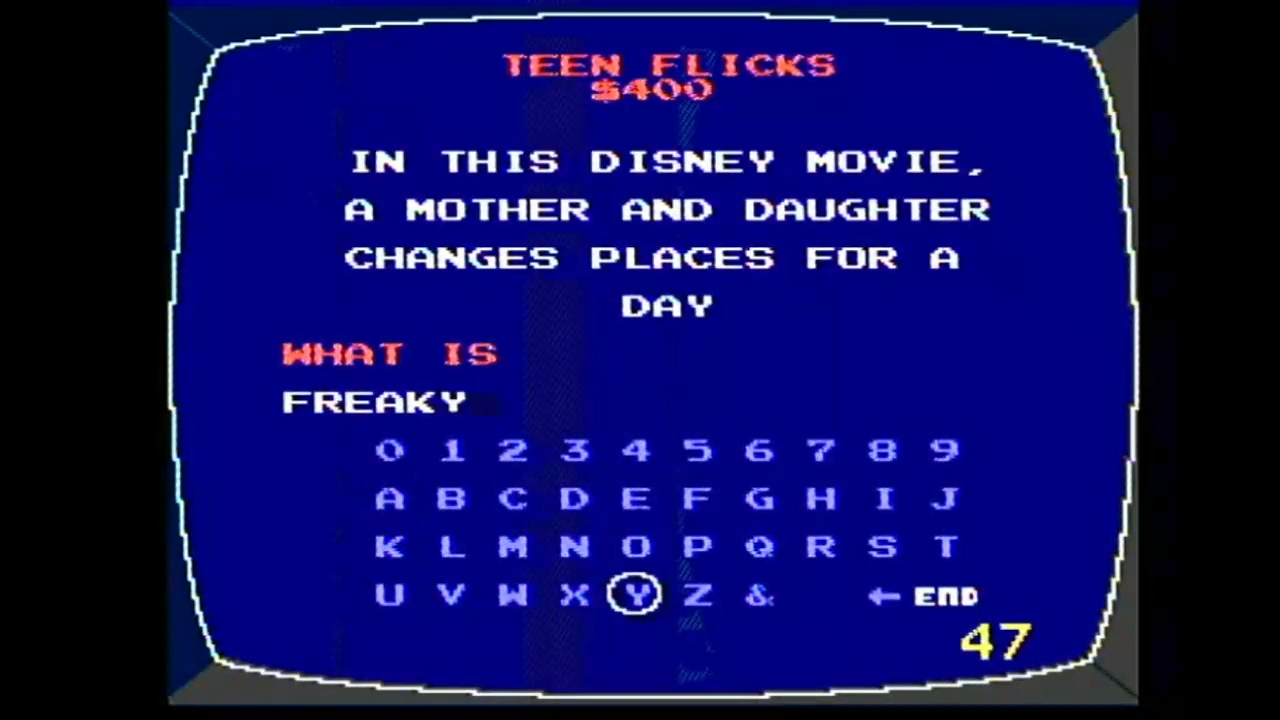 TEEN FLICKS
$400
IN THIS DISNEY MOVIE,
A MOTHER AND DAUGHTER
CHANGES PLACES FOR A
DAY
WHAT IS
FREAKY
0 1 2 3 4 5 6 7 8 9
A B C D E F G H I J
K L M N O P Q R S T
U V W X Y Z & ← END
47